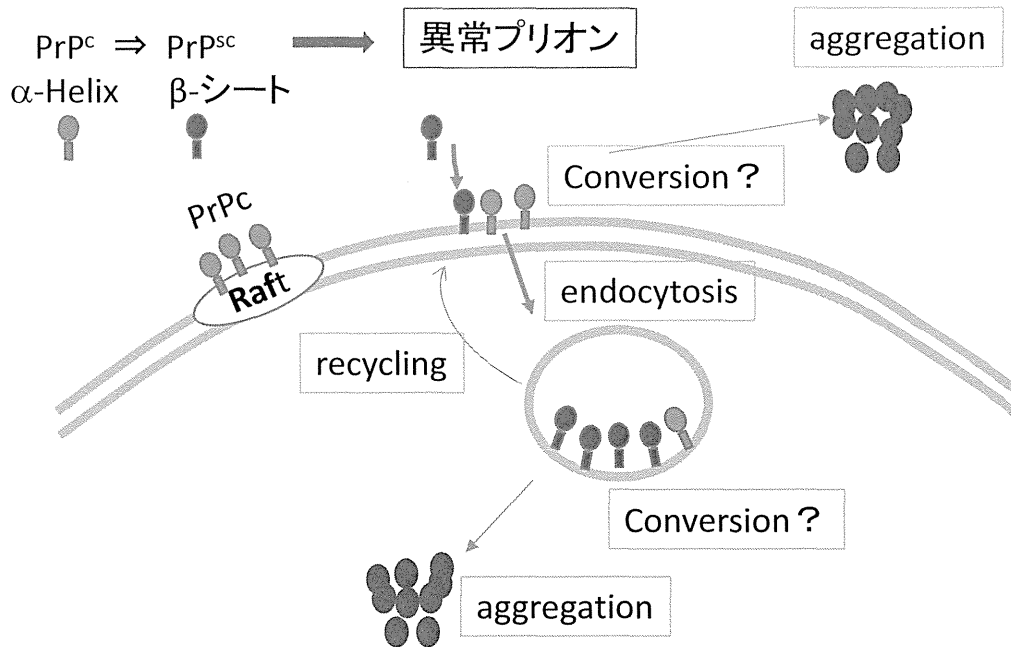 PrPc ⇒ PrPsc
異常プリオン
aggregation
α-Helix β-シート
Conversion？
PrPc
Raft
endocytosis
recycling
Conversion？
aggregation